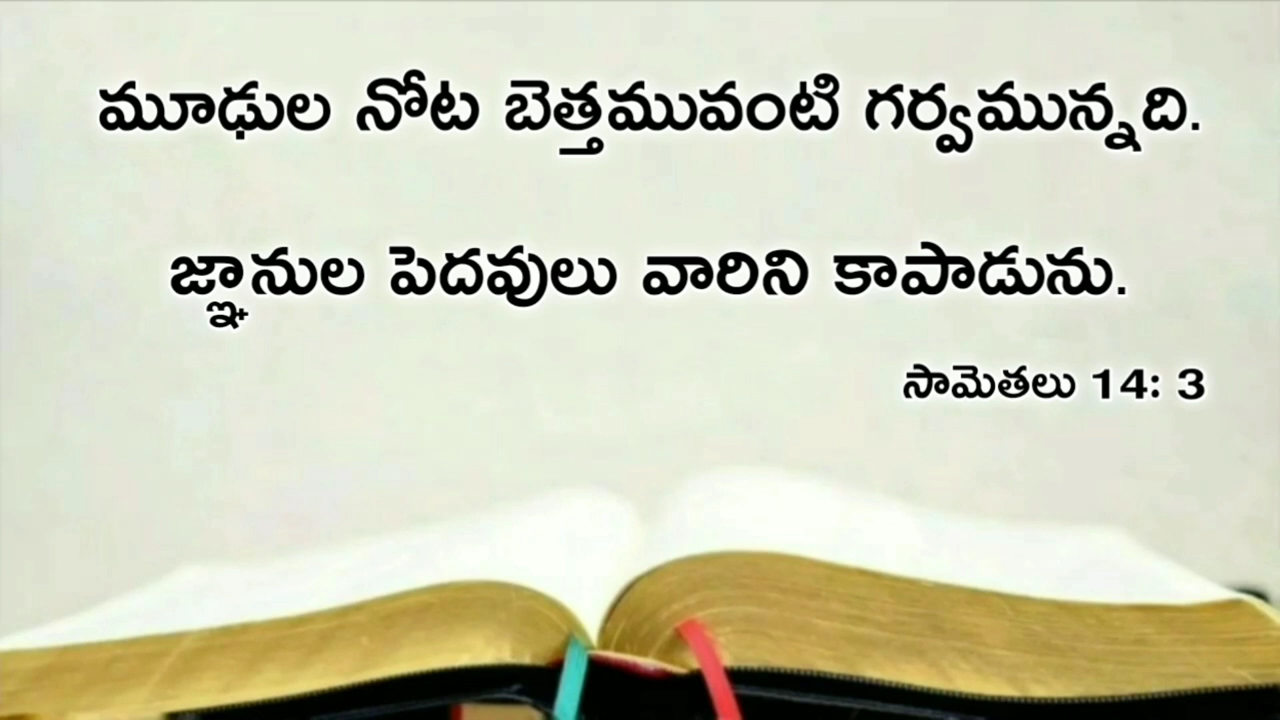 మూఢుల నోట బెత్తమువంటి గర్వమున్నది.
జ్ఞానుల పెదవులు వారిని కాపాడును.
సామెతలు 14: 3